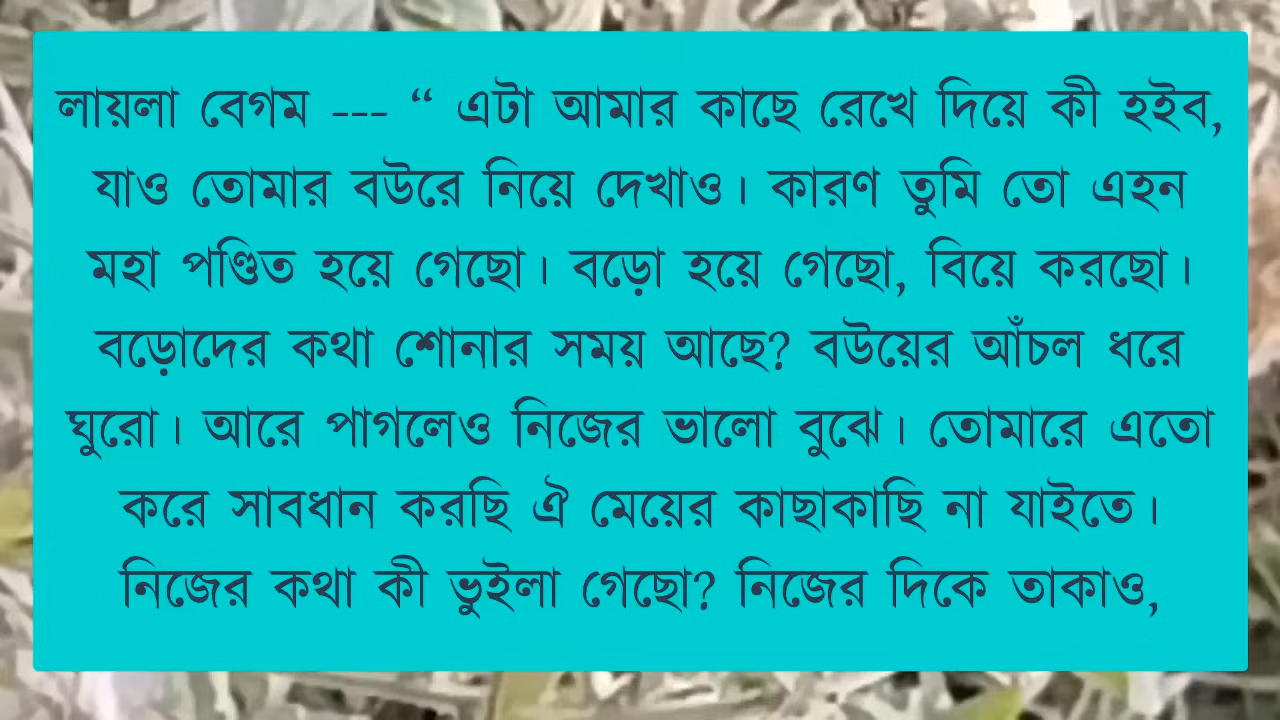 লায়লা বেগম --- “ এটা আমার কাছে রেখে দিয়ে কী হইব,
যাও তোমার বউরে নিয়ে দেখাও। কারণ তুমি তো এহন
মহা পণ্ডিত হয়ে গেছো। বড়ো হয়ে গেছো, বিয়ে করছো।
বড়োদের কথা শোনার সময় আছে? বউয়ের আঁচল ধরে
ঘুরো। আরে পাগলেও নিজের ভালো বুঝে। তোমারে এতো
করে সাবধান করছি ঐ মেয়ের কাছাকাছি না যাইতে।
নিজের কথা কী ভুইলা গেছো? নিজের দিকে তাকাও,